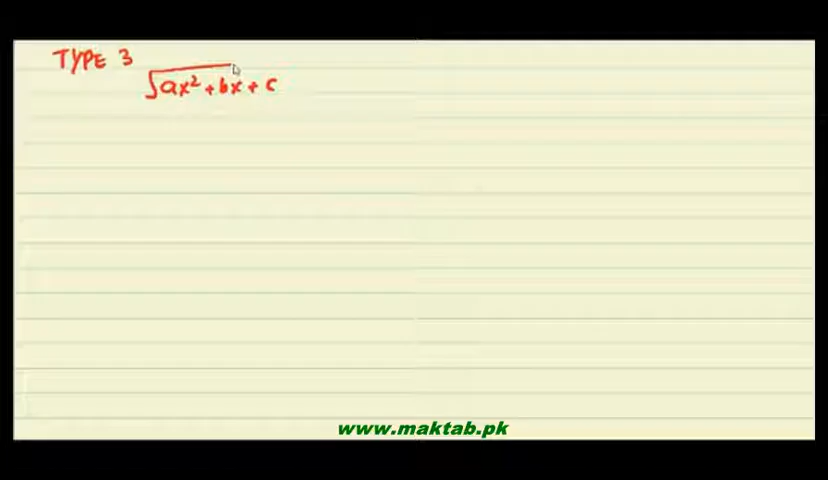 TYPE 3
√ax² + bx + c
www.maktab.pk